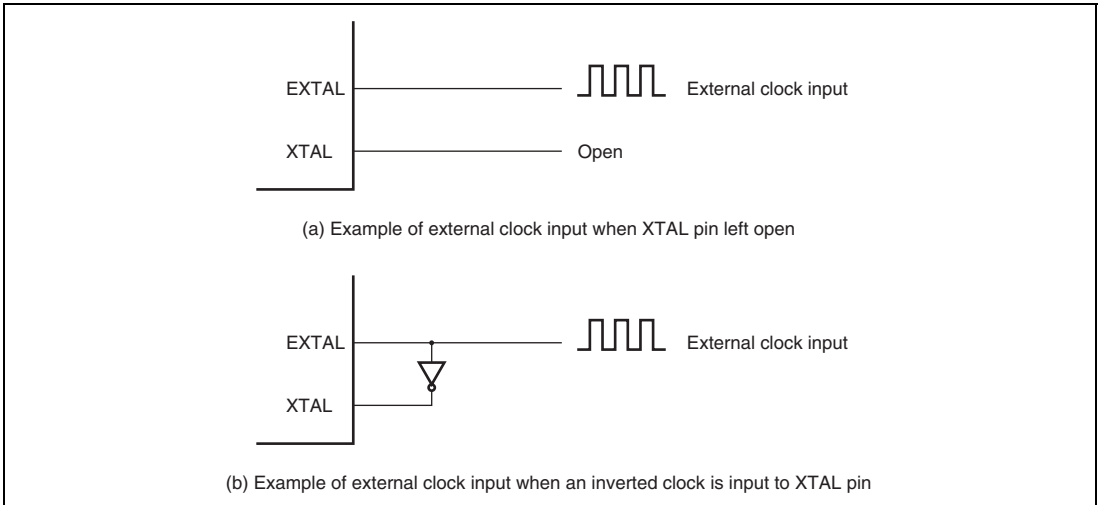 EXTAL
External clock input
XTAL
Open
(a) Example of external clock input when XTAL pin left open
EXTAL
External clock input
XTAL
(b) Example of external clock input when an inverted clock is input to XTAL pin